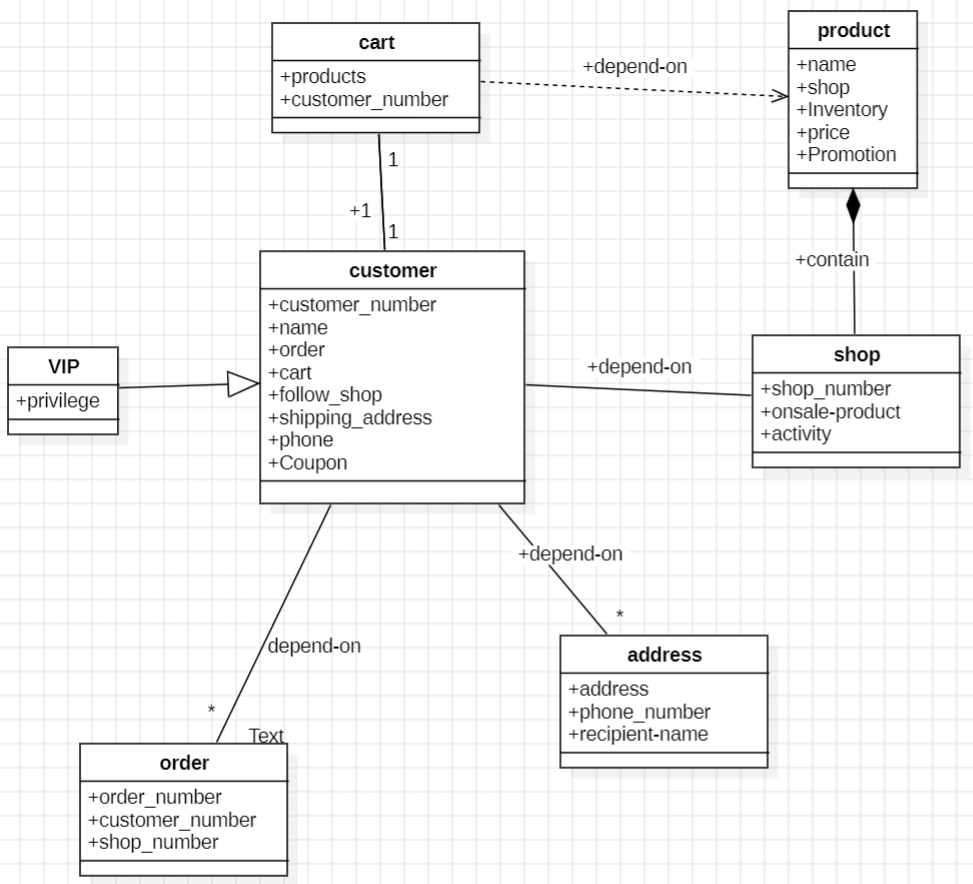 cart
+products
+customer_number
+depend-on
product
+name
+shop
+Inventory
+price
+Promotion
1
+1
1
+contain
customer
+customer_number
+name
+order
+cart
+follow_shop
+shipping_address
+phone
+Coupon
VIP
+privilege
+depend-on
shop
+shop_number
+onsale-product
+activity
+depend-on
*
depend-on
*
Text
address
+address
+phone_number
+recipient-name
order
+order_number
+customer_number
+shop_number